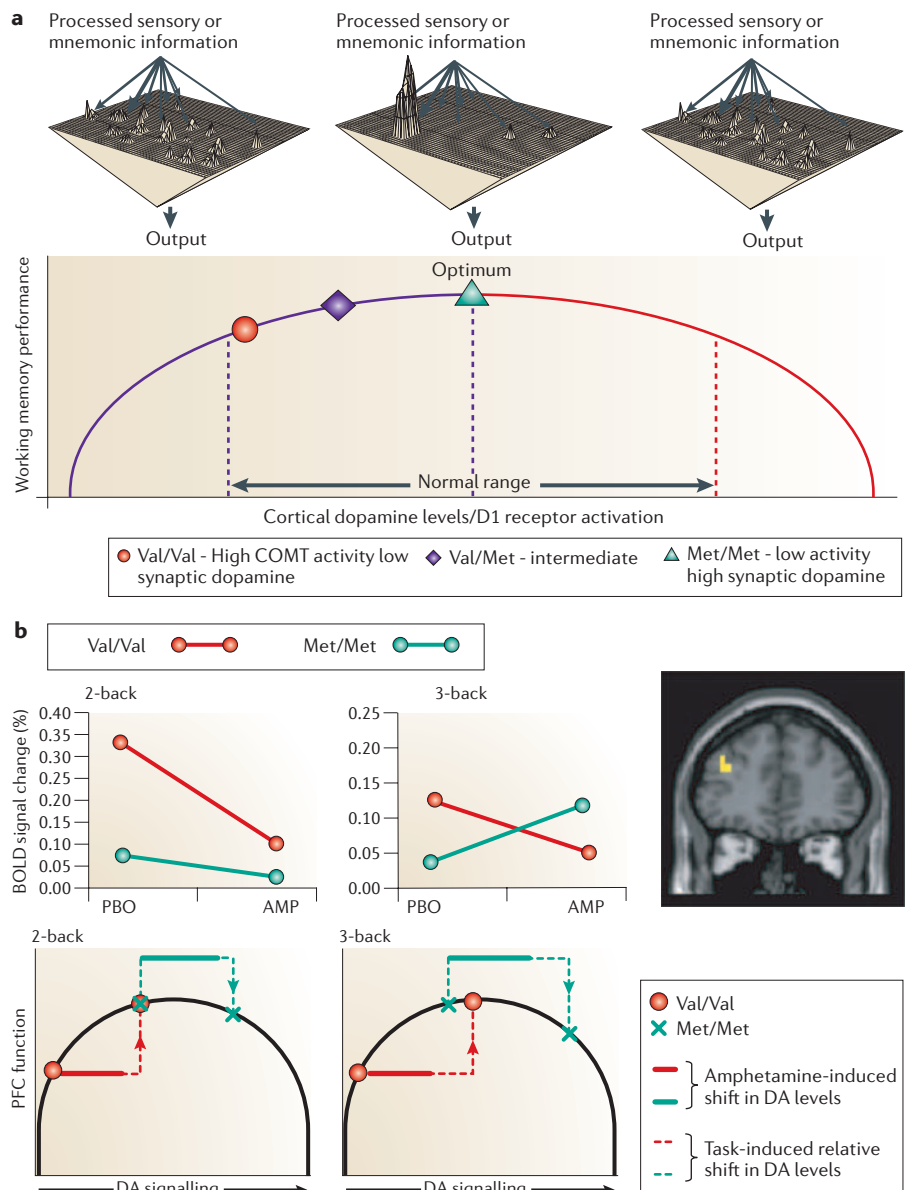 a
Processed sensory or
mnemonic information
Processed sensory or
mnemonic information
Processed sensory or
mnemonic information
Output
Output
Output
Working memory performance
Optimum
Normal range
Cortical dopamine levels/D1 receptor activation
Val/Val - High COMT activity low
synaptic dopamine
Val/Met - intermediate
Met/Met - low activity
high synaptic dopamine
b
Val/Val
Met/Met
2-back
BOLD signal change (%)
0.40
0.35
0.30
0.25
0.20
0.15
0.10
0.05
0.00
PBO
AMP
3-back
0.25
0.20
0.15
0.10
0.05
0.00
PBO
AMP
2-back
PFC function
DA signalling
3-back
DA signalling
Val/Val
Met/Met
Amphetamine-induced
shift in DA levels
Task-induced relative
shift in DA levels